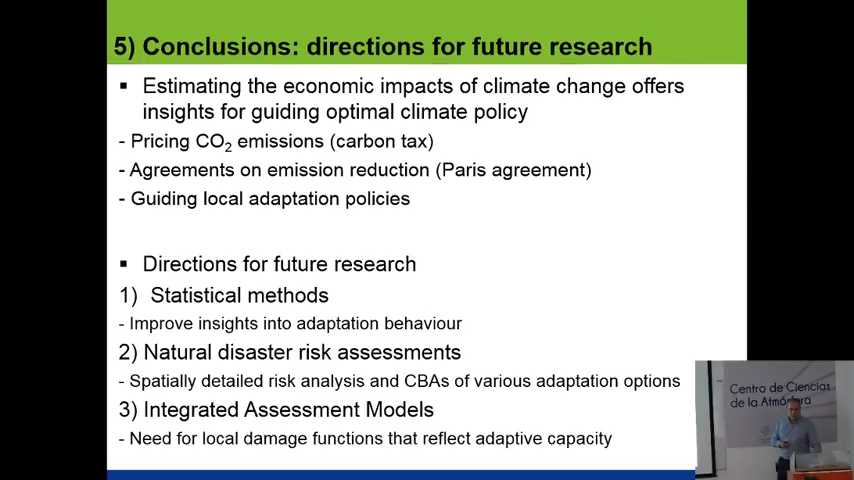 5) Conclusions: directions for future research
▪ Estimating the economic impacts of climate change offers
insights for guiding optimal climate policy
- Pricing CO₂ emissions (carbon tax)
- Agreements on emission reduction (Paris agreement)
- Guiding local adaptation policies
▪ Directions for future research
1) Statistical methods
- Improve insights into adaptation behaviour
2) Natural disaster risk assessments
- Spatially detailed risk analysis and CBAs of various adaptation options
3) Integrated Assessment Models
- Need for local damage functions that reflect adaptive capacity
Centro de Ciencias
de la Atmósfera